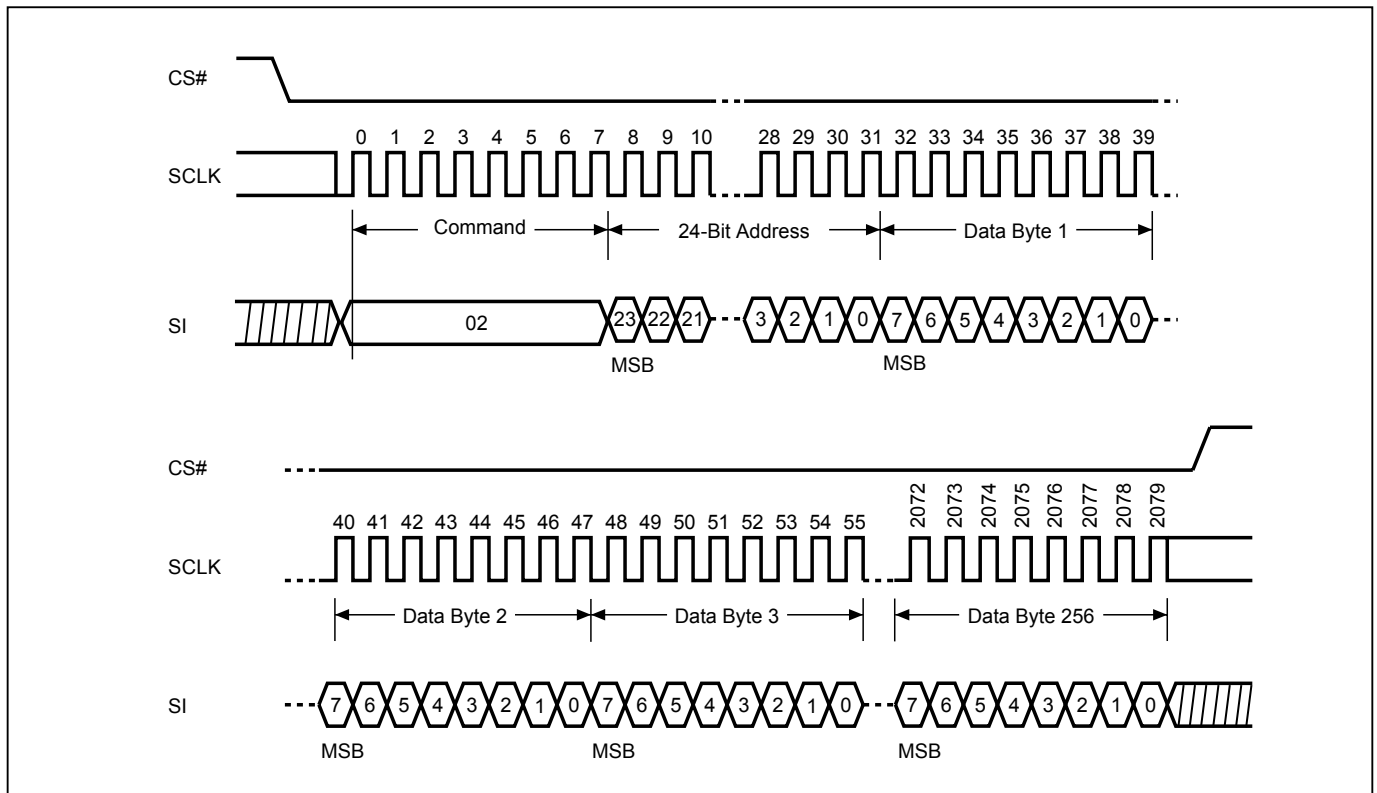 CS#
0 1 2 3 4 5 6 7 8 9 10 28 29 30 31 32 33 34 35 36 37 38 39
SCLK
Command 24-Bit Address Data Byte 1
SI 02 23 22 21 3 2 1 0 7 6 5 4 3 2 1 0
MSB MSB
CS#
2072 2073 2074 2075 2076 2077 2078 2079
40 41 42 43 44 45 46 47 48 49 50 51 52 53 54 55
SCLK
Data Byte 2 Data Byte 3 Data Byte 256
SI 7 6 5 4 3 2 1 0 7 6 5 4 3 2 1 0 7 6 5 4 3 2 1 0
MSB MSB MSB